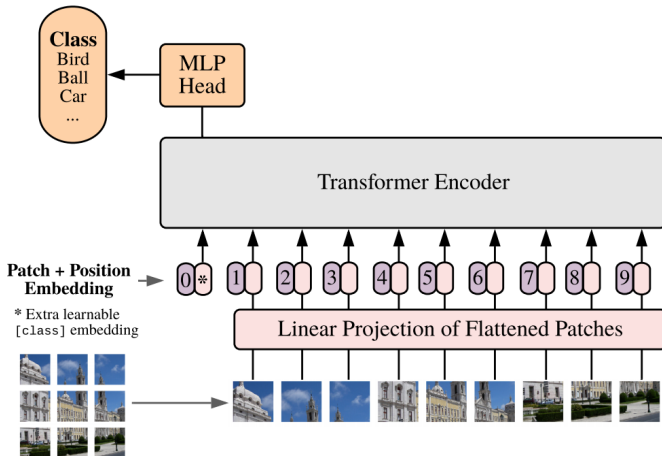 Class
Bird
Ball
Car
...
MLP
Head
Transformer Encoder
Patch + Position
Embedding
0 * 1 2 3 4 5 6 7 8 9
* Extra learnable
[class] embedding
Linear Projection of Flattened Patches